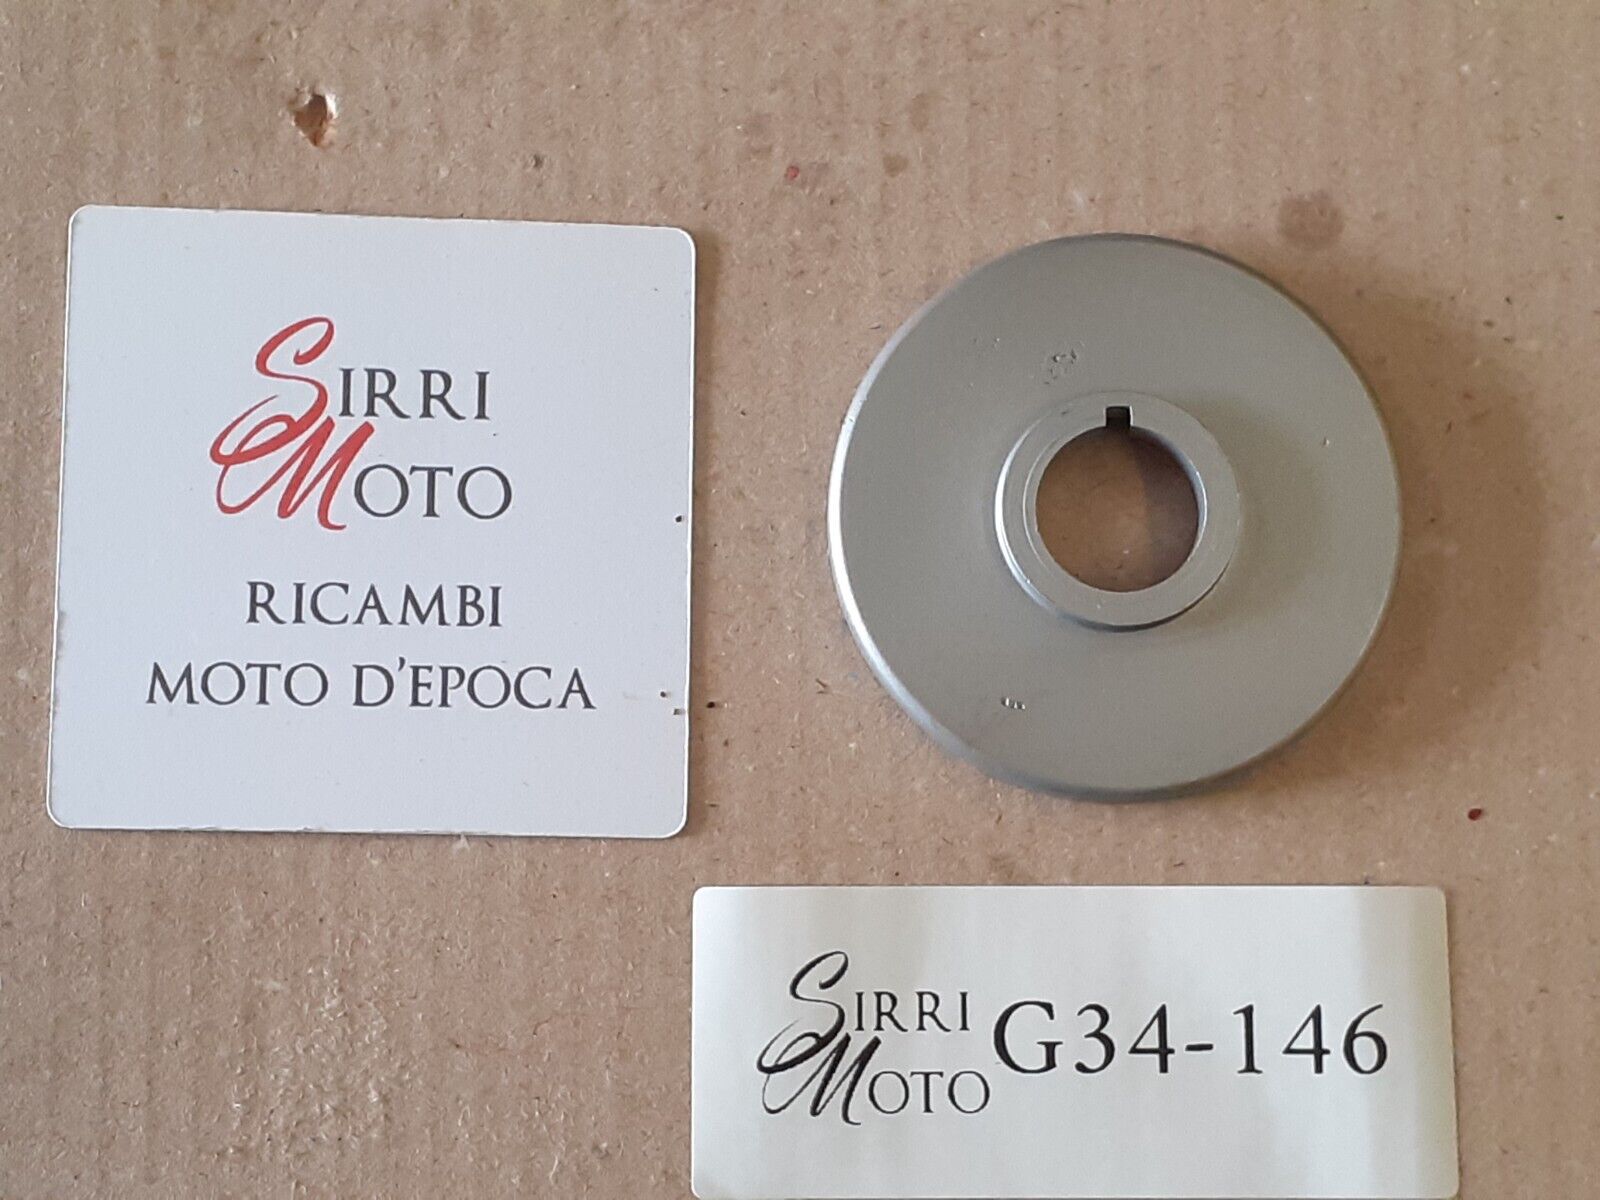 SIRRI
MOTO
RICAMBI
MOTO D'EPOCA
SIRRI
MOTO
G34-146